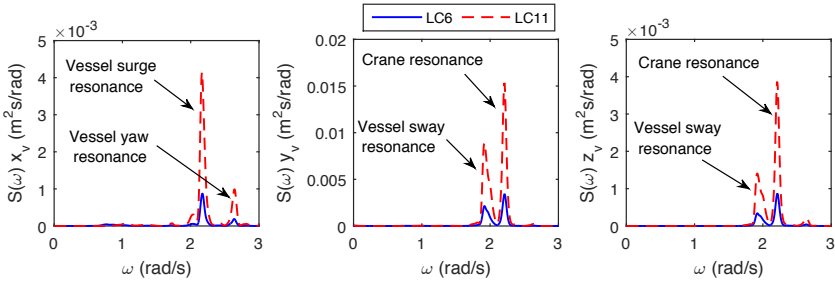 LC6 LC11
×10⁻³
5
4
3
2
1
0
S(ω) xᵥ (m²s/rad)
Vessel surge
resonance
Vessel yaw
resonance
0 1 2 3
ω (rad/s)
0.02
0.015
0.01
0.005
0
S(ω) yᵥ (m²s/rad)
Crane resonance
Vessel sway
resonance
0 1 2 3
ω (rad/s)
×10⁻³
5
4
3
2
1
0
S(ω) zᵥ (m²s/rad)
Crane resonance
Vessel sway
resonance
0 1 2 3
ω (rad/s)